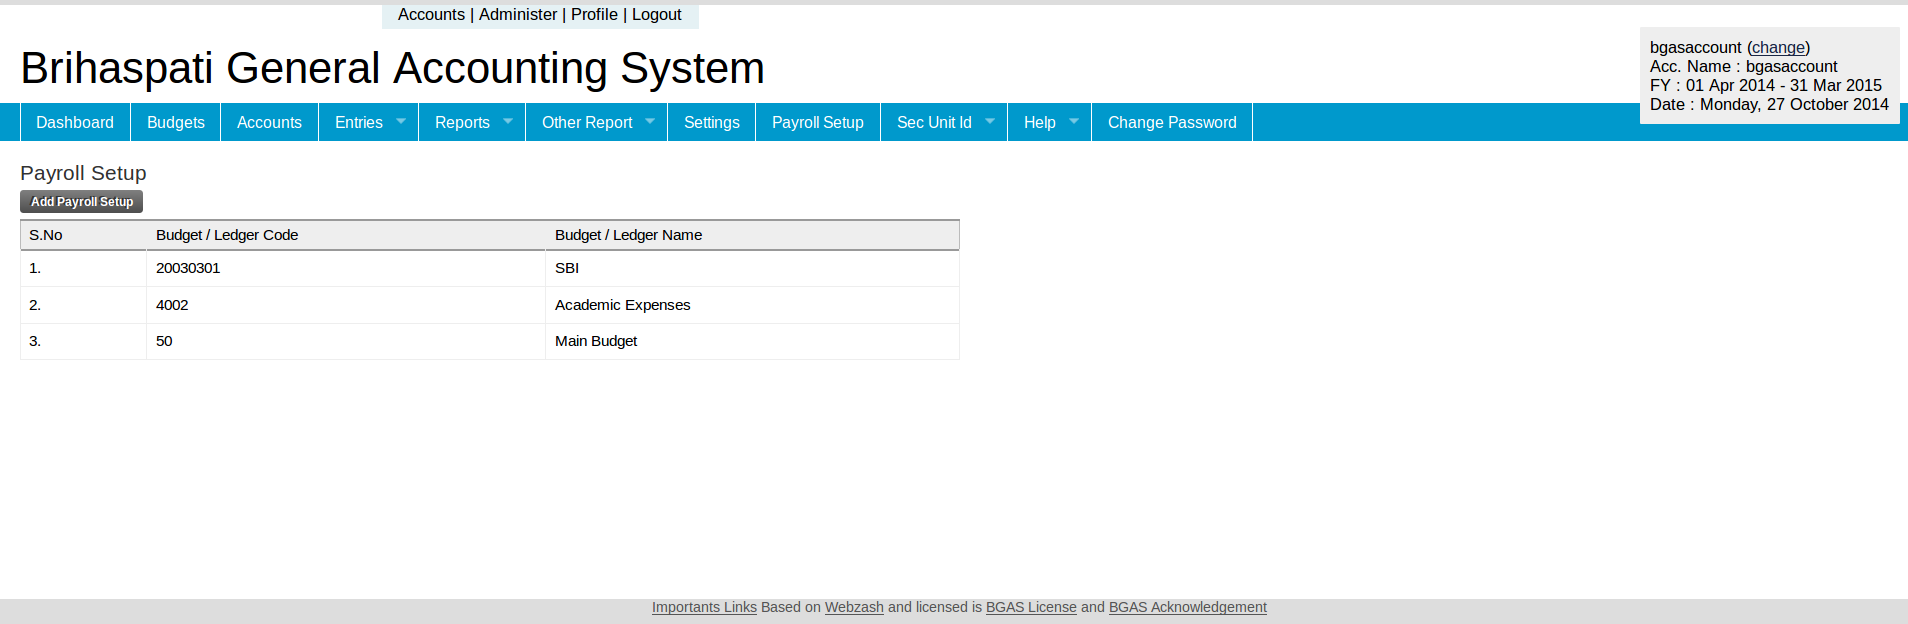 Accounts | Administer | Profile | Logout
Brihaspati General Accounting System
bgasaccount (change)
Acc. Name : bgasaccount
FY : 01 Apr 2014 - 31 Mar 2015
Date : Monday, 27 October 2014
Dashboard Budgets Accounts Entries Reports Other Report Settings Payroll Setup Sec Unit Id Help Change Password
Payroll Setup
Add Payroll Setup
S.No Budget / Ledger Code Budget / Ledger Name
1. 20030301 SBI
2. 4002 Academic Expenses
3. 50 Main Budget
Importants Links Based on Webzash and licensed is BGAS License and BGAS Acknowledgement